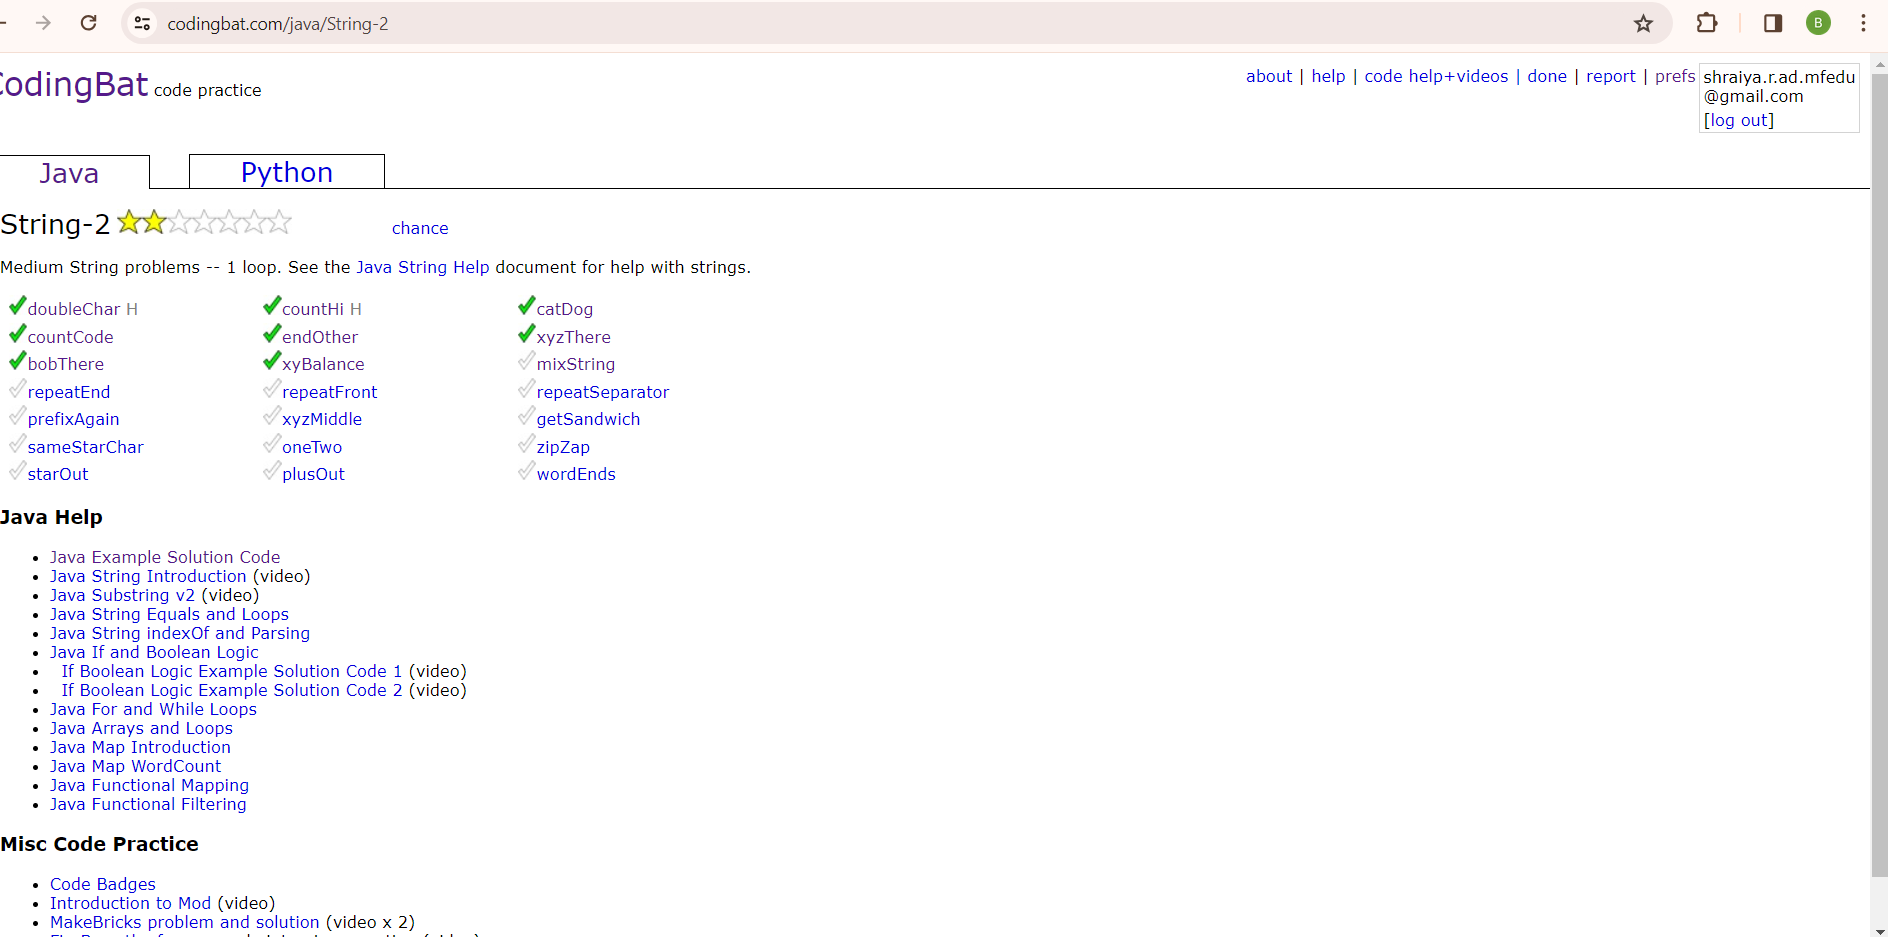 codingbat.com/java/String-2
B
CodingBat code practice
about | help | code help+videos | done | report | prefs
shraiya.r.ad.mfedu
@gmail.com
[log out]
Java
Python
String-2
chance
Medium String problems -- 1 loop. See the Java String Help document for help with strings.
doubleChar H countHi H catDog
countCode endOther xyzThere
bobThere xyBalance mixString
repeatEnd repeatFront repeatSeparator
prefixAgain xyzMiddle getSandwich
sameStarChar oneTwo zipZap
starOut plusOut wordEnds
Java Help
Java Example Solution Code
Java String Introduction (video)
Java Substring v2 (video)
Java String Equals and Loops
Java String indexOf and Parsing
Java If and Boolean Logic
If Boolean Logic Example Solution Code 1 (video)
If Boolean Logic Example Solution Code 2 (video)
Java For and While Loops
Java Arrays and Loops
Java Map Introduction
Java Map WordCount
Java Functional Mapping
Java Functional Filtering
Misc Code Practice
Code Badges
Introduction to Mod (video)
MakeBricks problem and solution (video x 2)